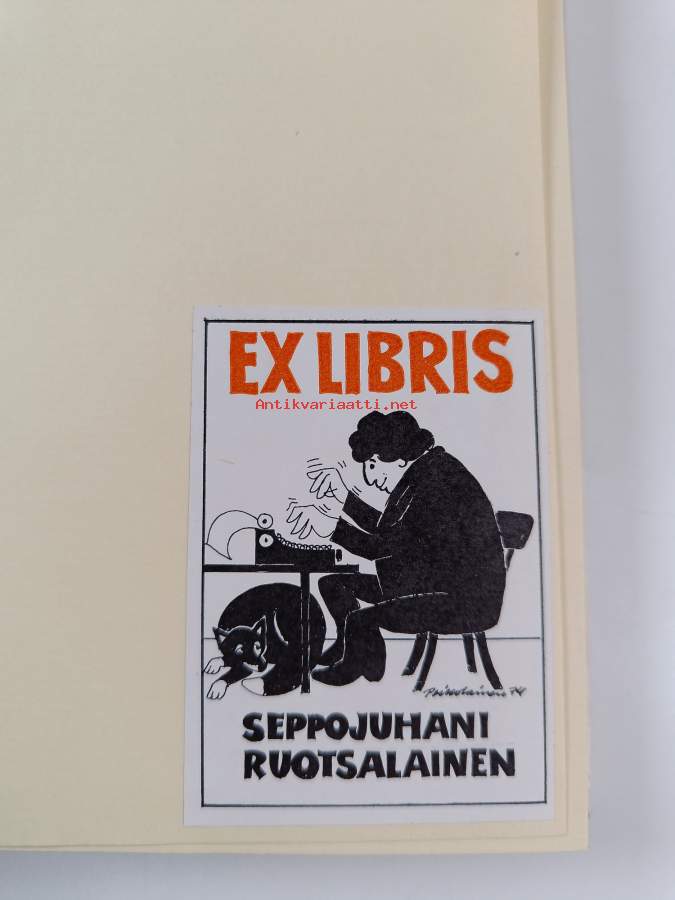 EX LIBRIS
Antikvariaatti.net
SEPPOJUHANI
RUOTSALAINEN